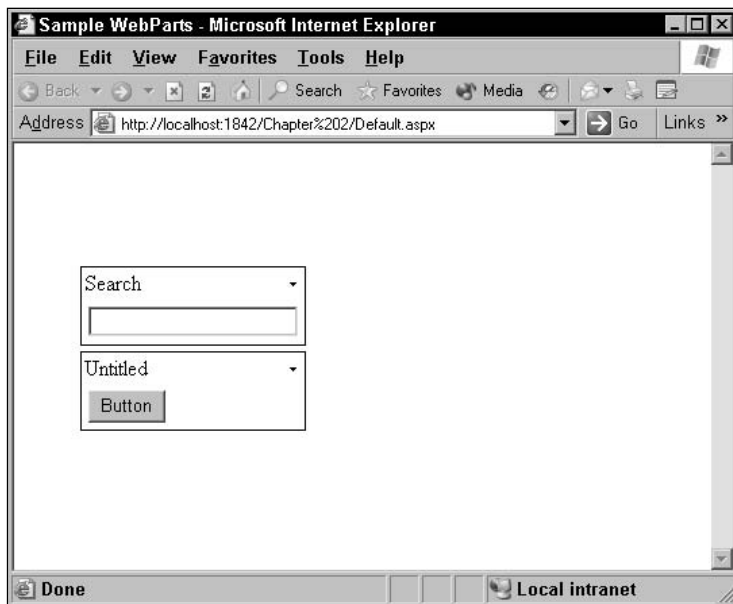 Sample WebParts - Microsoft Internet Explorer
File Edit View Favorites Tools Help
Back Search Favorites Media
Address http://localhost:1842/Chapter%202/Default.aspx Go Links »
Search
Untitled
Button
Done Local intranet